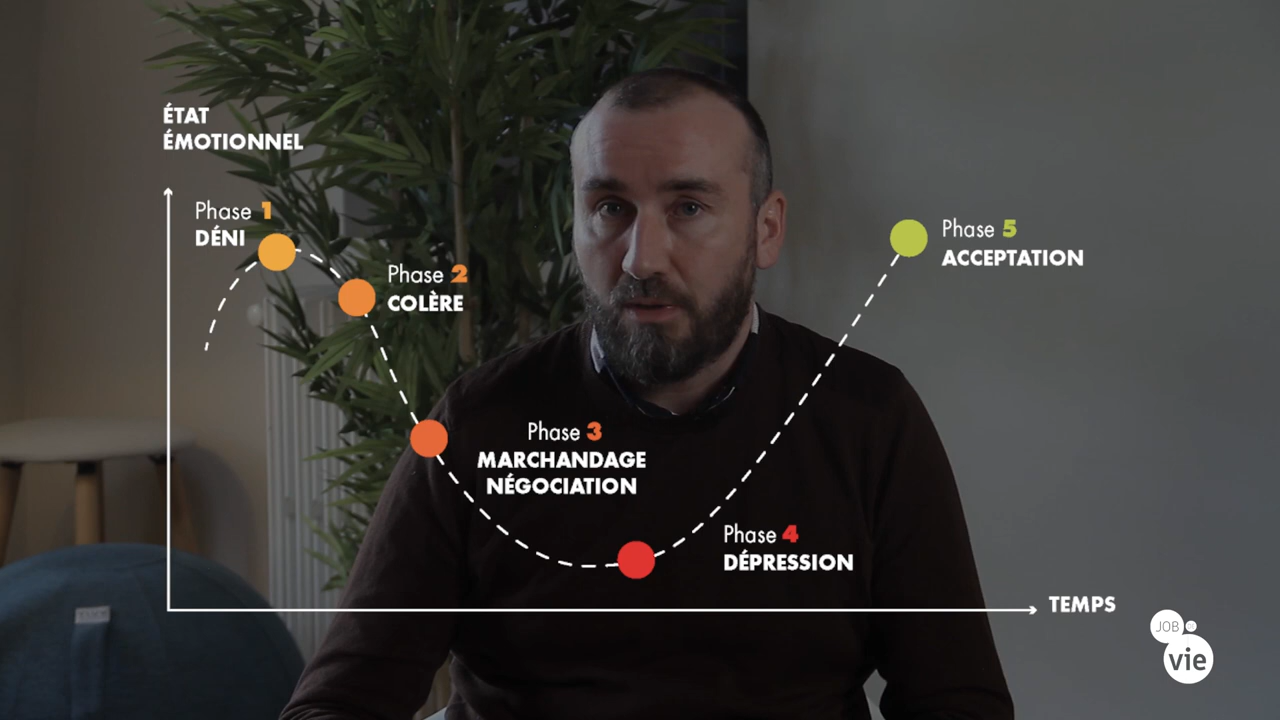 ÉTAT
ÉMOTIONNEL
Phase 1
DÉNI
Phase 2
COLÈRE
Phase 3
MARCHANDAGE
NÉGOCIATION
Phase 4
DÉPRESSION
Phase 5
ACCEPTATION
TEMPS
JOB
vie